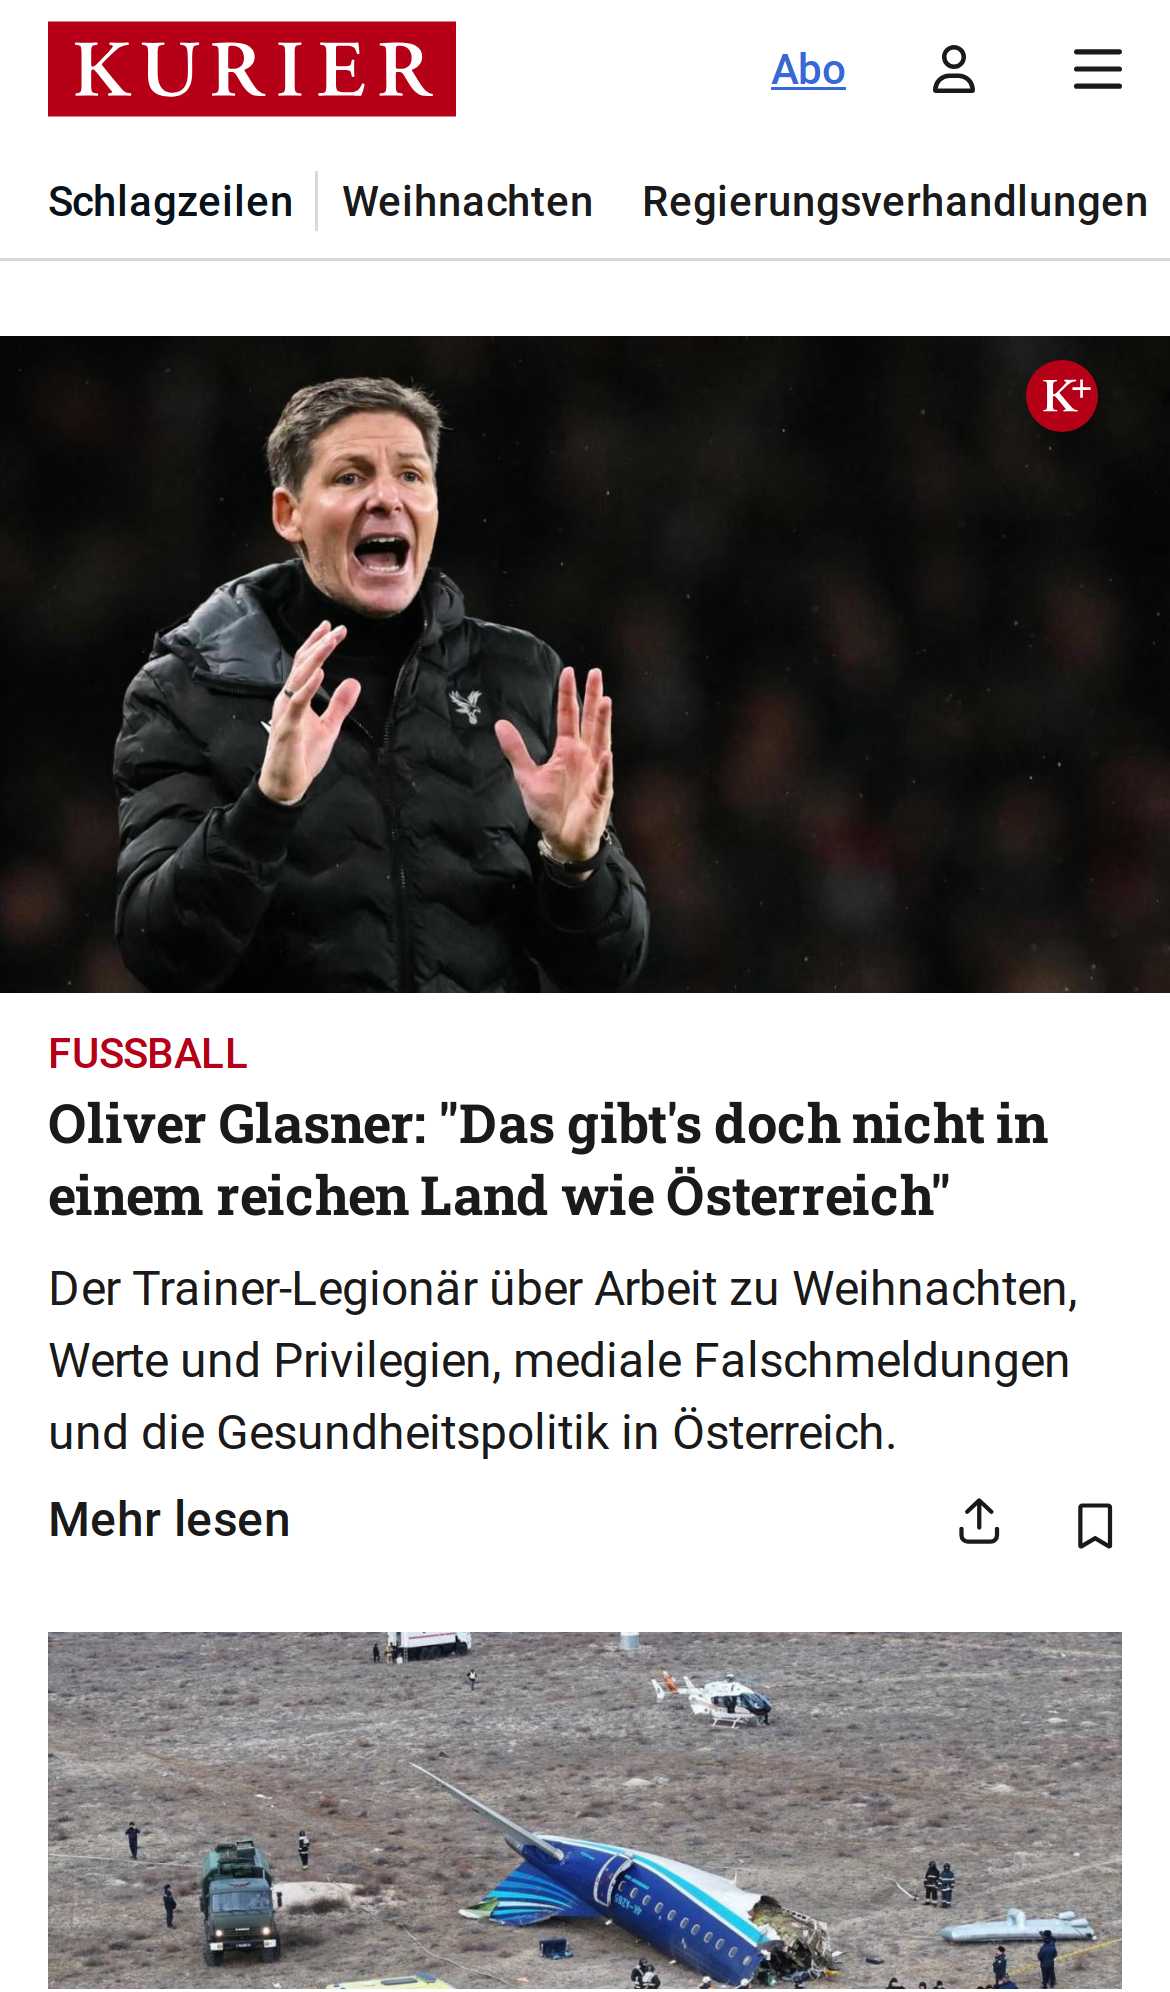 KURIER
Abo
Schlagzeilen
Weihnachten
Regierungsverhandlungen
K+
FUSSBALL
Oliver Glasner: "Das gibt's doch nicht in
einem reichen Land wie Österreich"
Der Trainer-Legionär über Arbeit zu Weihnachten,
Werte und Privilegien, mediale Falschmeldungen
und die Gesundheitspolitik in Österreich.
Mehr lesen